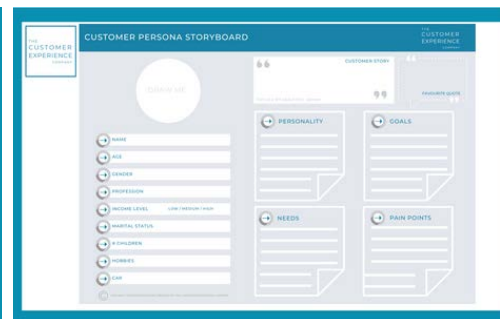 THE
CUSTOMER
EXPERIENCE
COMPANY
CUSTOMER PERSONA STORYBOARD
THE
CUSTOMER
EXPERIENCE
COMPANY
CUSTOMER STORY
FAVOURITE QUOTE
NAME
AGE
GENDER
PROFESSION
INCOME LEVEL LOW / MEDIUM / HIGH
MARITAL STATUS
# CHILDREN
HOBBIES
CAR
PERSONALITY
GOALS
NEEDS
PAIN POINTS